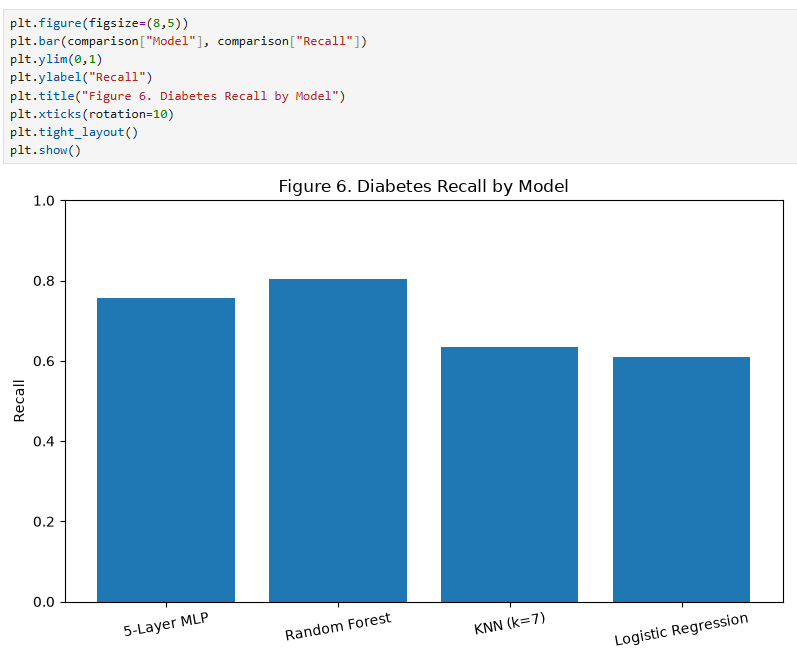 plt.figure(figsize=(8,5))
plt.bar(comparison["Model"], comparison["Recall"])
plt.ylim(0,1)
plt.ylabel("Recall")
plt.title("Figure 6. Diabetes Recall by Model")
plt.xticks(rotation=10)
plt.tight_layout()
plt.show()
Figure 6. Diabetes Recall by Model
1.0
0.8
0.6
0.4
0.2
0.0
Recall
5-Layer MLP
Random Forest
KNN (k=7)
Logistic Regression